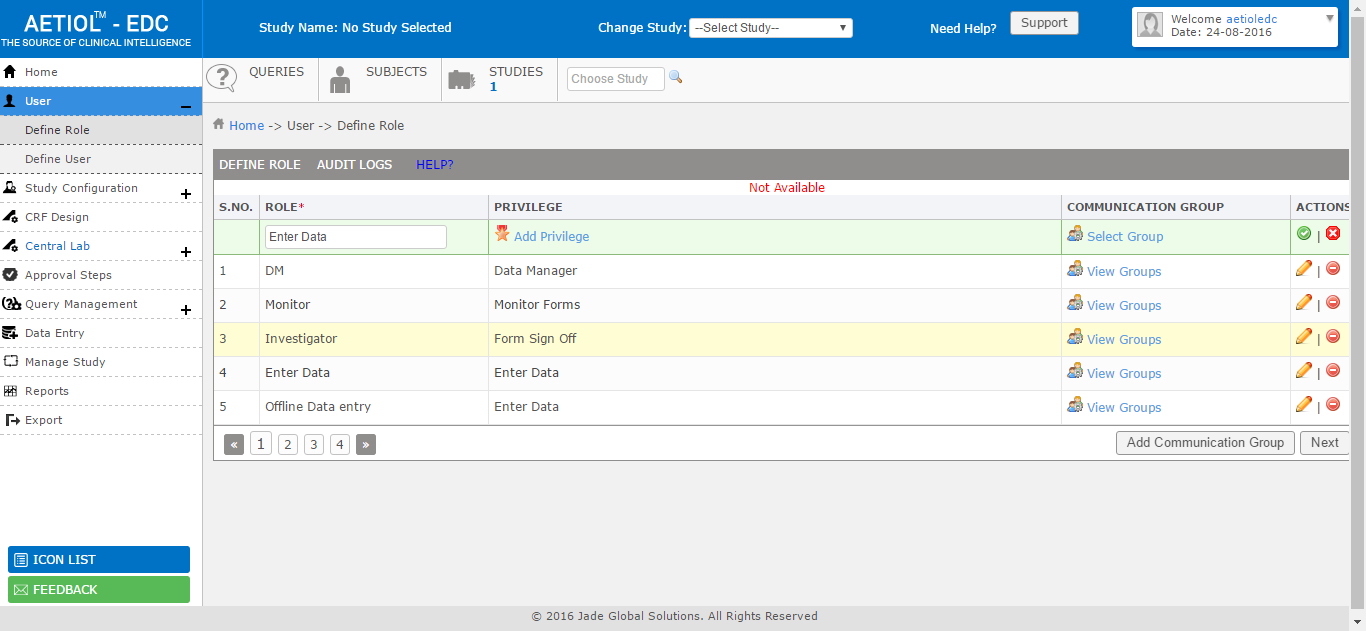 AETIOL™ - EDC
THE SOURCE OF CLINICAL INTELLIGENCE
Study Name: No Study Selected
Change Study: --Select Study--
Need Help? Support
Welcome aetioledc
Date: 24-08-2016
Home
User
Define Role
Define User
Study Configuration
CRF Design
Central Lab
Approval Steps
Query Management
Data Entry
Manage Study
Reports
Export
ICON LIST
FEEDBACK
QUERIES SUBJECTS STUDIES Choose Study
1
Home -> User -> Define Role
DEFINE ROLE AUDIT LOGS HELP?
Not Available
S.NO. ROLE* PRIVILEGE COMMUNICATION GROUP ACTIONS
Enter Data Add Privilege Select Group |
1 DM Data Manager View Groups |
2 Monitor Monitor Forms View Groups |
3 Investigator Form Sign Off View Groups |
4 Enter Data Enter Data View Groups |
5 Offline Data entry Enter Data View Groups |
« 1 2 3 4 » Add Communication Group Next
© 2016 Jade Global Solutions. All Rights Reserved